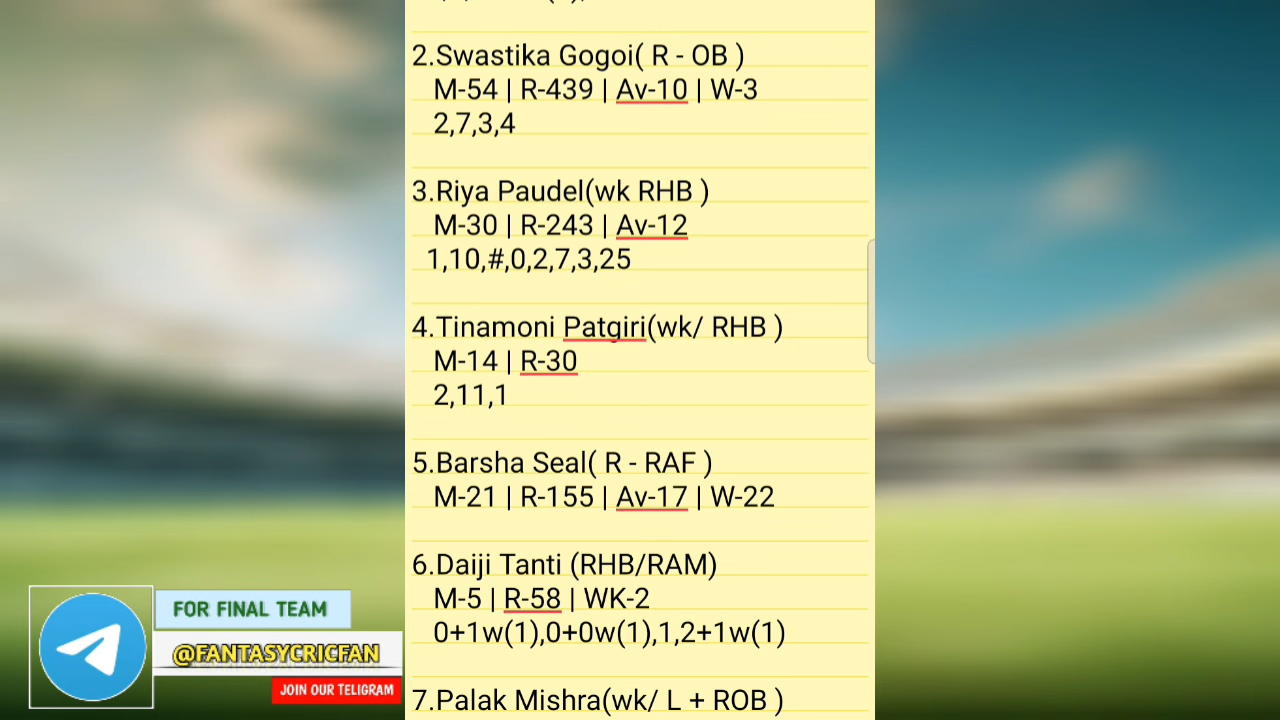 2.Swastika Gogoi( R - OB )
M-54 | R-439 | Av-10 | W-3
2,7,3,4
3.Riya Paudel(wk RHB )
M-30 | R-243 | Av-12
1,10,#,0,2,7,3,25
4.Tinamoni Patgiri(wk/ RHB )
M-14 | R-30
2,11,1
5.Barsha Seal( R - RAF )
M-21 | R-155 | Av-17 | W-22
6.Daiji Tanti (RHB/RAM)
M-5 | R-58 | WK-2
0+1w(1),0+0w(1),1,2+1w(1)
7.Palak Mishra(wk/ L + ROB )
FOR FINAL TEAM
@FANTASYCRICFAN
JOIN OUR TELIGRAM